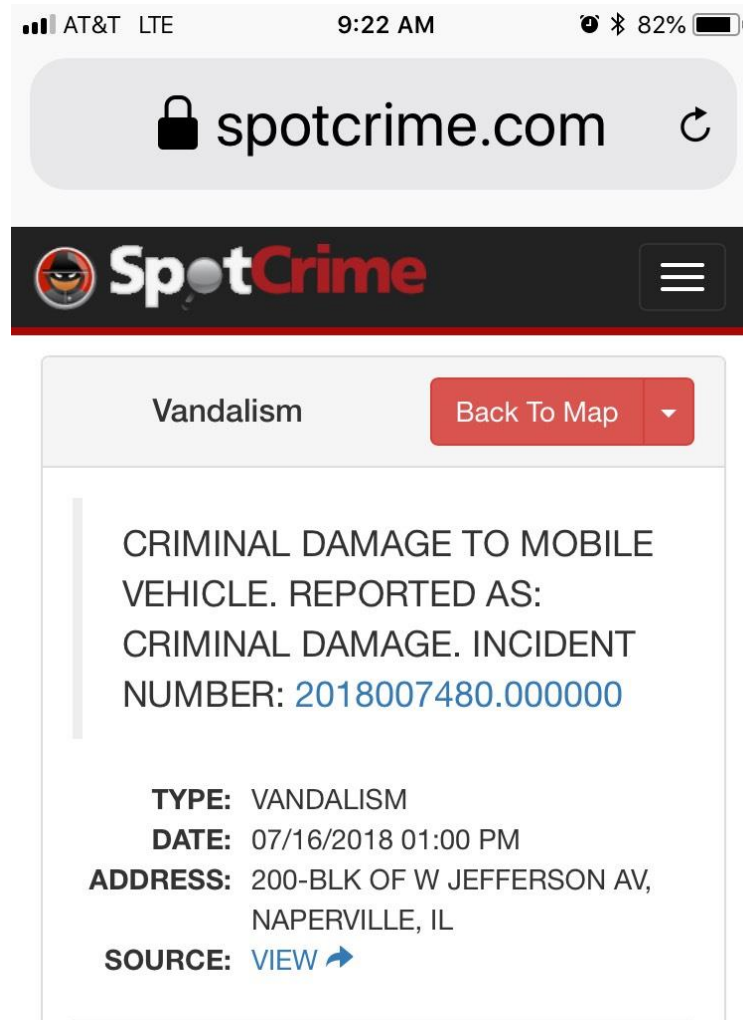 AT&T LTE 9:22 AM 82%
spotcrime.com
SpotCrime
Vandalism Back To Map
CRIMINAL DAMAGE TO MOBILE
VEHICLE. REPORTED AS:
CRIMINAL DAMAGE. INCIDENT
NUMBER: 2018007480.000000
TYPE: VANDALISM
DATE: 07/16/2018 01:00 PM
ADDRESS: 200-BLK OF W JEFFERSON AV,
NAPERVILLE, IL
SOURCE: VIEW